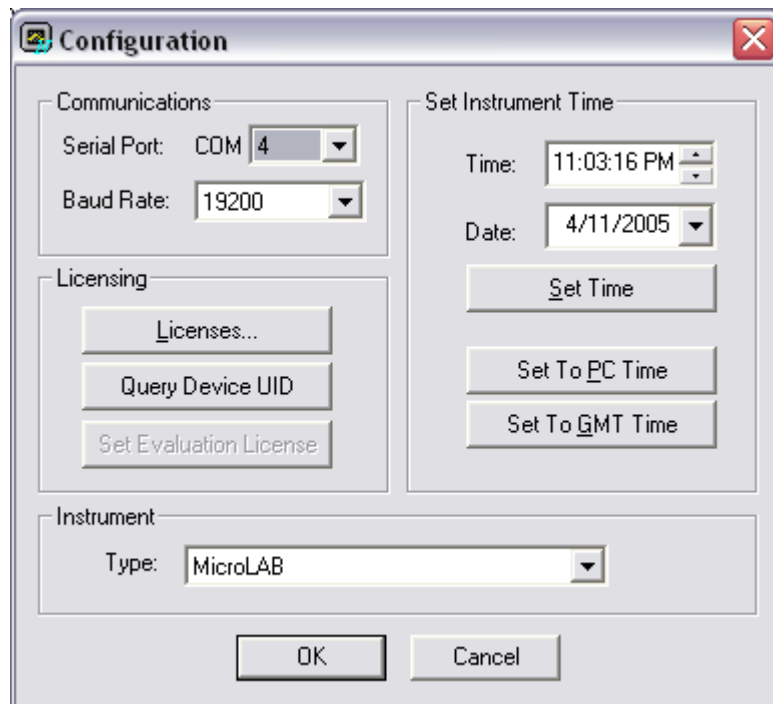 Configuration
Communications
Serial Port: COM 4
Baud Rate: 19200
Licensing
Licenses...
Query Device UID
Set Evaluation License
Set Instrument Time
Time: 11:03:16 PM
Date: 4/11/2005
Set Time
Set To PC Time
Set To GMT Time
Instrument
Type: MicroLAB
OK
Cancel